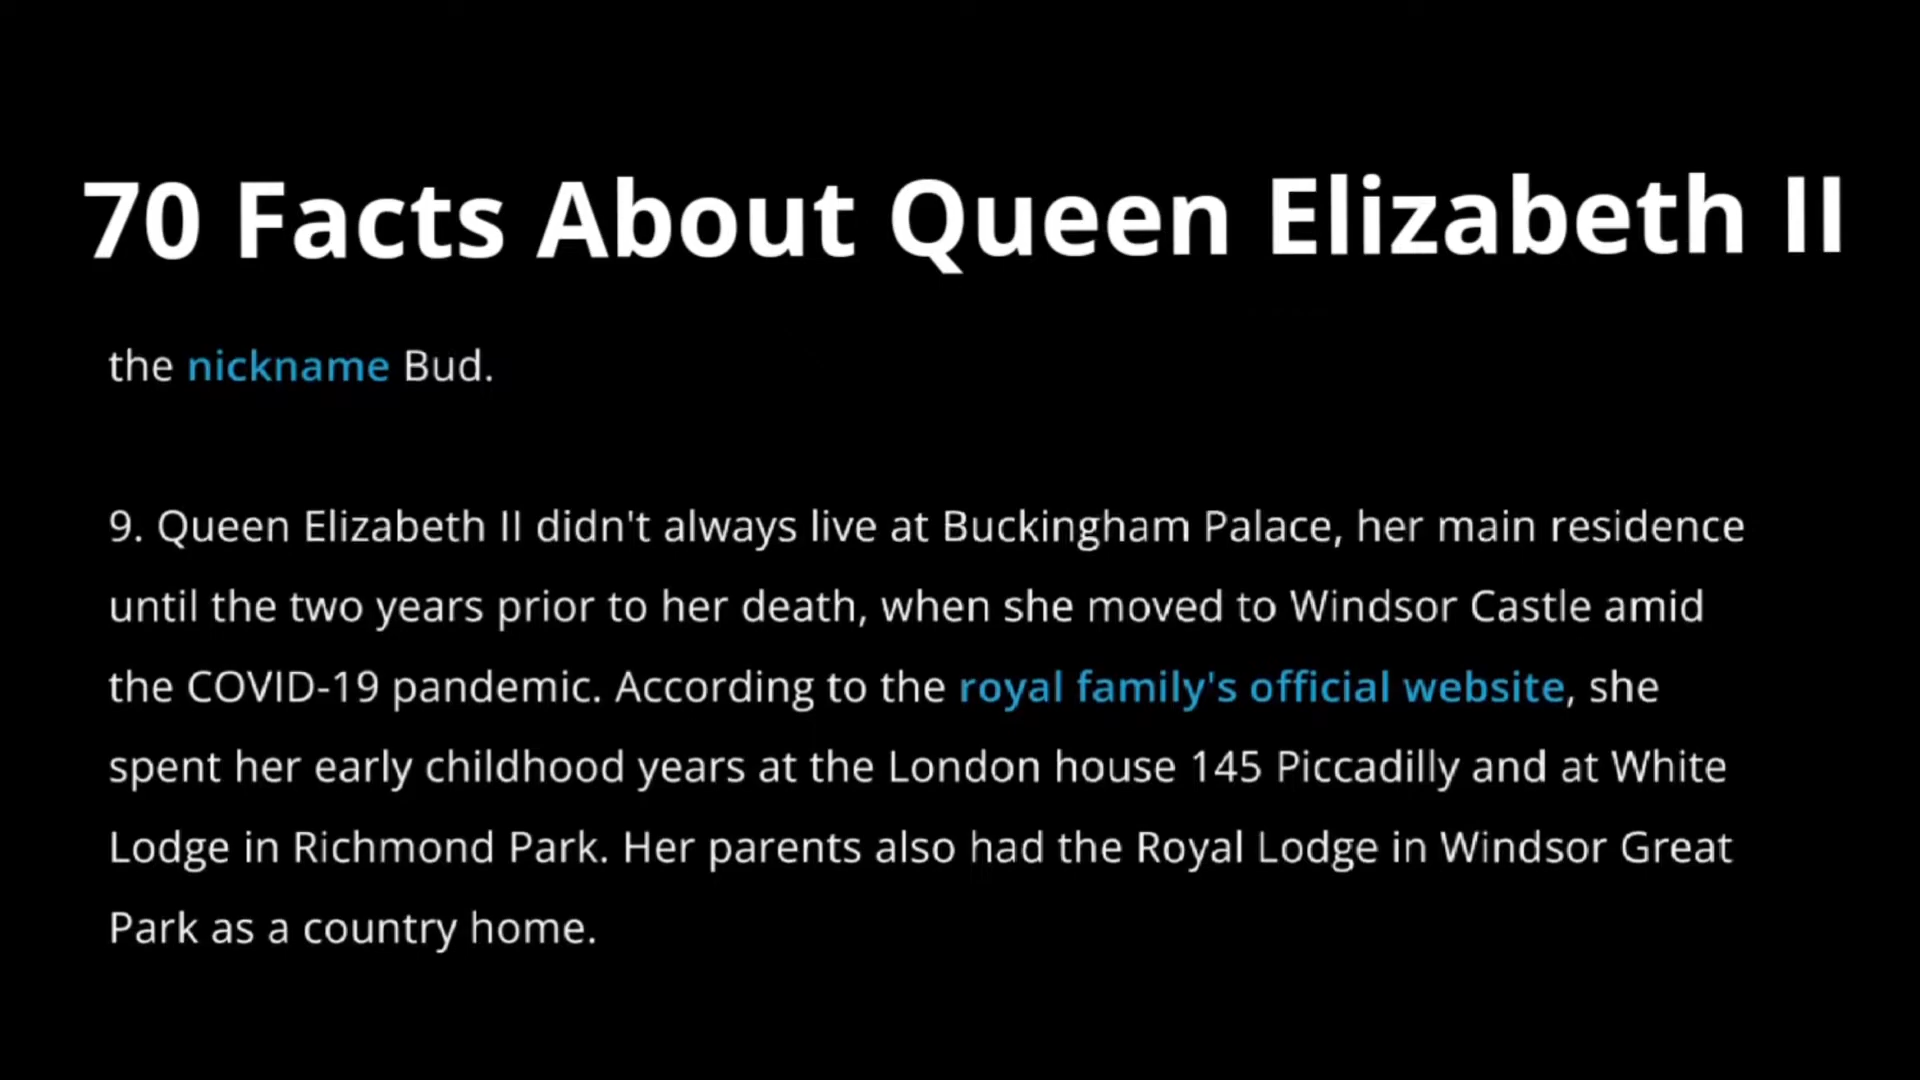 70 Facts About Queen Elizabeth II
the nickname Bud.
9. Queen Elizabeth II didn't always live at Buckingham Palace, her main residence
until the two years prior to her death, when she moved to Windsor Castle amid
the COVID-19 pandemic. According to the royal family's official website, she
spent her early childhood years at the London house 145 Piccadilly and at White
Lodge in Richmond Park. Her parents also had the Royal Lodge in Windsor Great
Park as a country home.